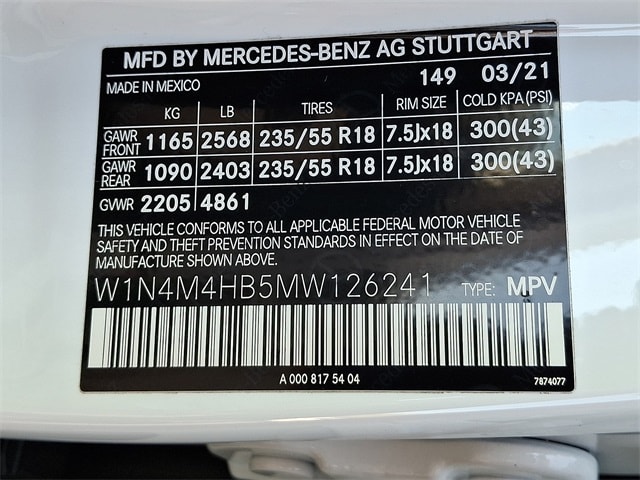 MFD BY MERCEDES-BENZ AG STUTTGART
MADE IN MEXICO 149 03/21
KG LB TIRES RIM SIZE COLD KPA (PSI)
GAWR FRONT 1165 2568 235/55 R18 7.5Jx18 300(43)
GAWR REAR 1090 2403 235/55 R18 7.5Jx18 300(43)
GVWR 2205 4861
THIS VEHICLE CONFORMS TO ALL APPLICABLE FEDERAL MOTOR VEHICLE
SAFETY AND THEFT PREVENTION STANDARDS IN EFFECT ON THE DATE OF
MANUFACTURE SHOWN ABOVE.
W1N4M4HB5MW126241 TYPE: MPV
A 000 817 54 04 7874077